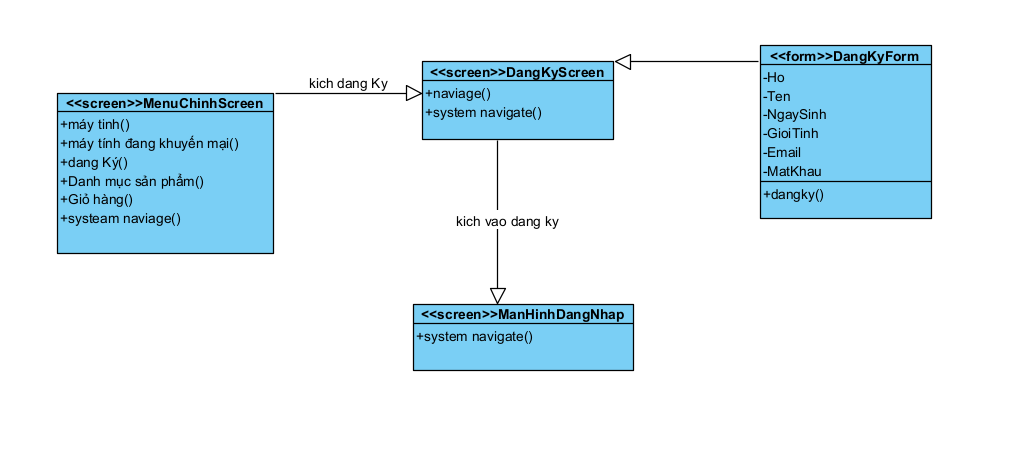 <<screen>>MenuChinhScreen
+máy tinh()
+máy tính đang khuyến mại()
+dang Ký()
+Danh mục sản phẩm()
+Giỏ hàng()
+systeam naviage()
kich dang Ky
<<screen>>DangKyScreen
+naviage()
+system navigate()
<<form>>DangKyForm
-Ho
-Ten
-NgaySinh
-GioiTinh
-Email
-MatKhau
+dangky()
kich vao dang ky
<<screen>>ManHinhDangNhap
+system navigate()